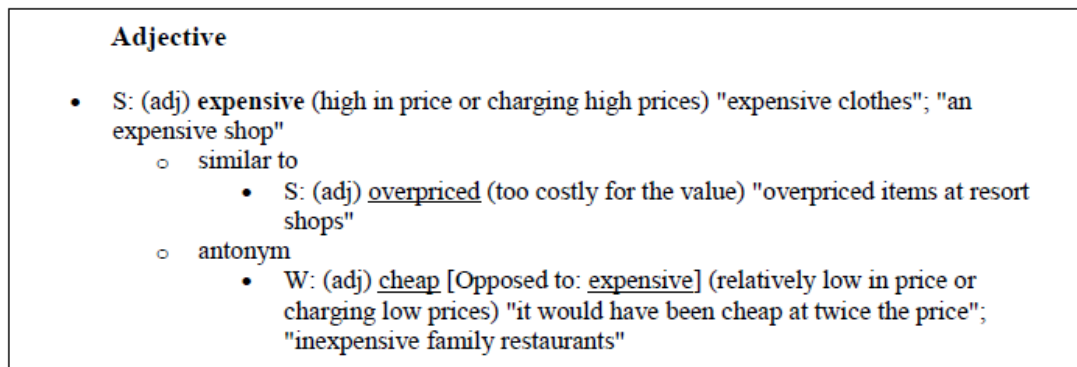 Adjective
• S: (adj) expensive (high in price or charging high prices) "expensive clothes"; "an
expensive shop"
o similar to
• S: (adj) overpriced (too costly for the value) "overpriced items at resort
shops"
o antonym
• W: (adj) cheap [Opposed to: expensive] (relatively low in price or
charging low prices) "it would have been cheap at twice the price";
"inexpensive family restaurants"